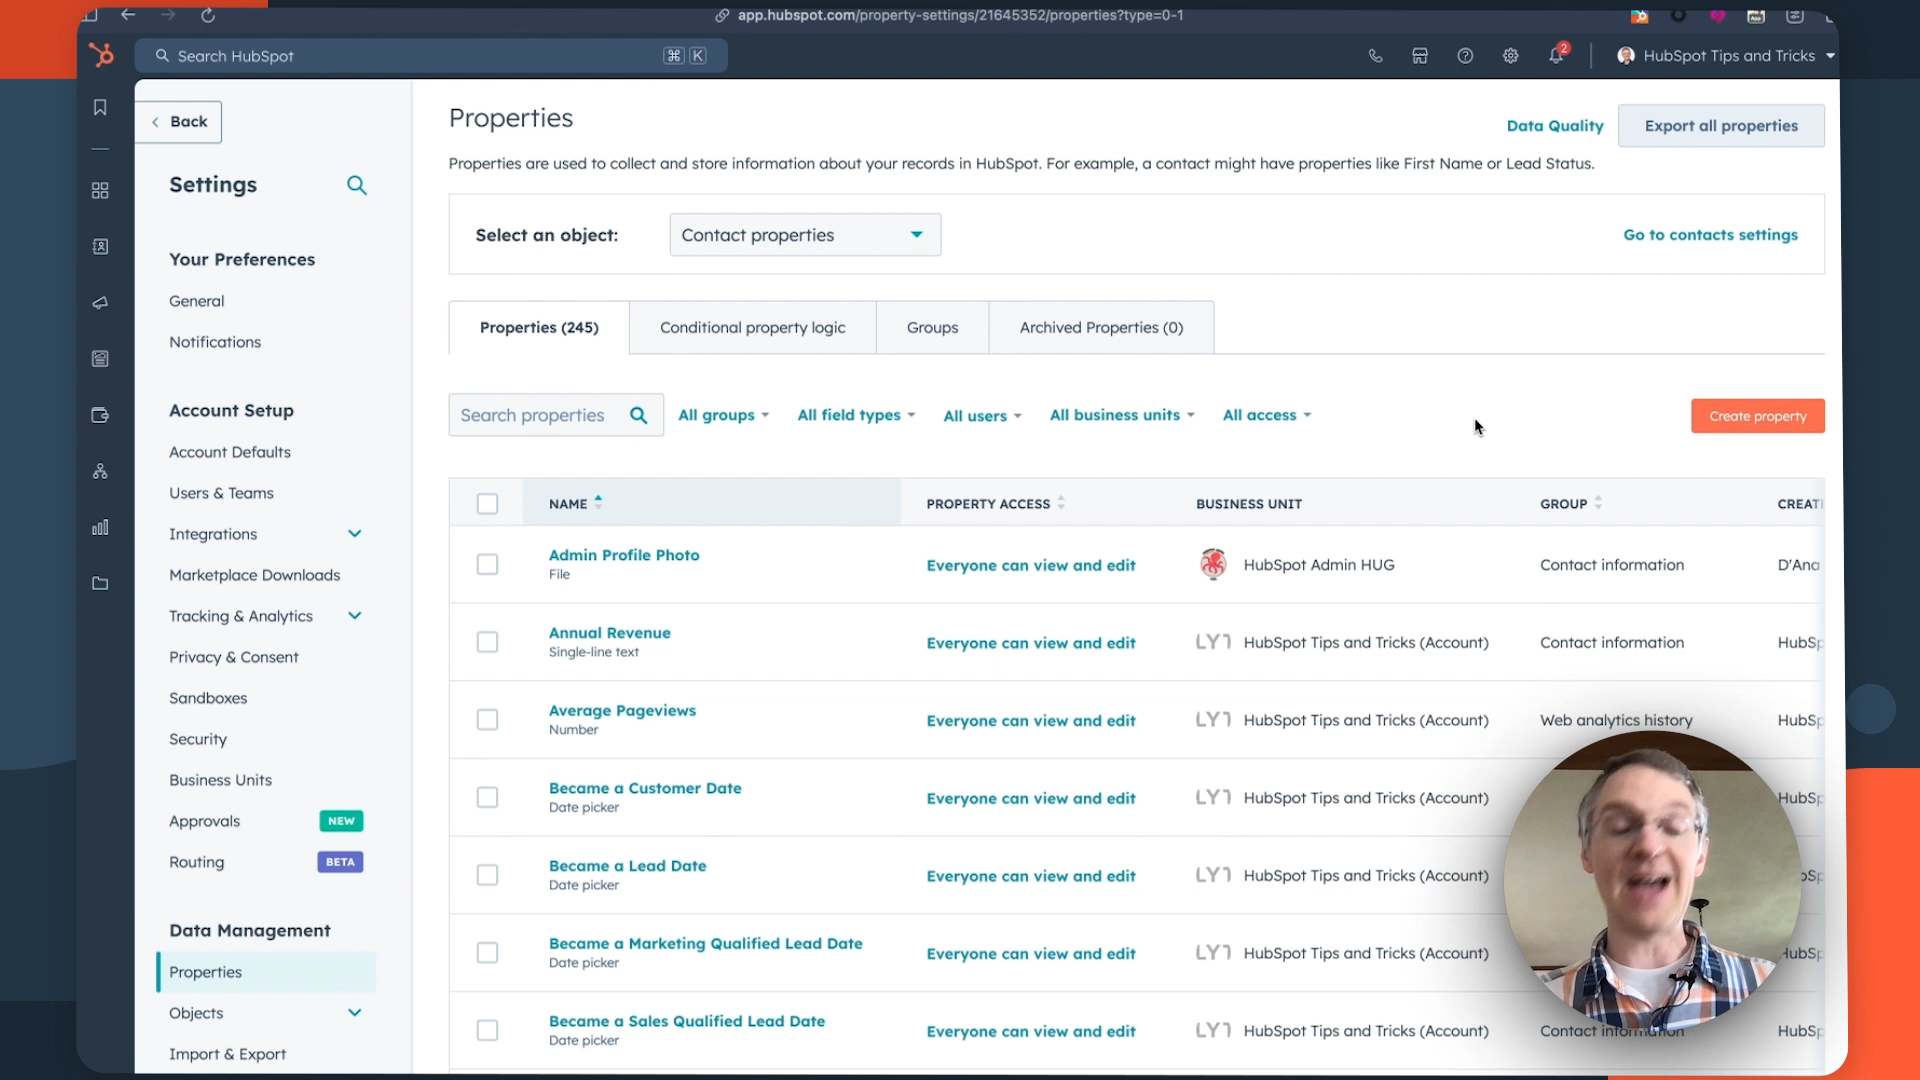 app.hubspot.com/property-settings/21645352/properties?type=0-1
Search HubSpot
⌘ K
2
HubSpot Tips and Tricks
Back
Settings
Your Preferences
General
Notifications
Account Setup
Account Defaults
Users & Teams
Integrations
Marketplace Downloads
Tracking & Analytics
Privacy & Consent
Sandboxes
Security
Business Units
Approvals NEW
Routing BETA
Data Management
Properties
Objects
Import & Export
Properties
Data Quality
Export all properties
Properties are used to collect and store information about your records in HubSpot. For example, a contact might have properties like First Name or Lead Status.
Select an object: Contact properties
Go to contacts settings
Properties (245) Conditional property logic Groups Archived Properties (0)
Search properties All groups All field types All users All business units All access
Create property
NAME PROPERTY ACCESS BUSINESS UNIT GROUP CREATE
Admin Profile Photo
File
Everyone can view and edit HubSpot Admin HUG Contact information D'Ana
Annual Revenue
Single-line text
Everyone can view and edit HubSpot Tips and Tricks (Account) Contact information HubSp
Average Pageviews
Number
Everyone can view and edit HubSpot Tips and Tricks (Account) Web analytics history HubSp
Became a Customer Date
Date picker
Everyone can view and edit HubSpot Tips and Tricks (Account) HubSp
Became a Lead Date
Date picker
Everyone can view and edit HubSpot Tips and Tricks (Account)
Became a Marketing Qualified Lead Date
Date picker
Everyone can view and edit HubSpot Tips and Tricks (Account) HubSp
Became a Sales Qualified Lead Date
Date picker
Everyone can view and edit HubSpot Tips and Tricks (Account) Contact information HubSp